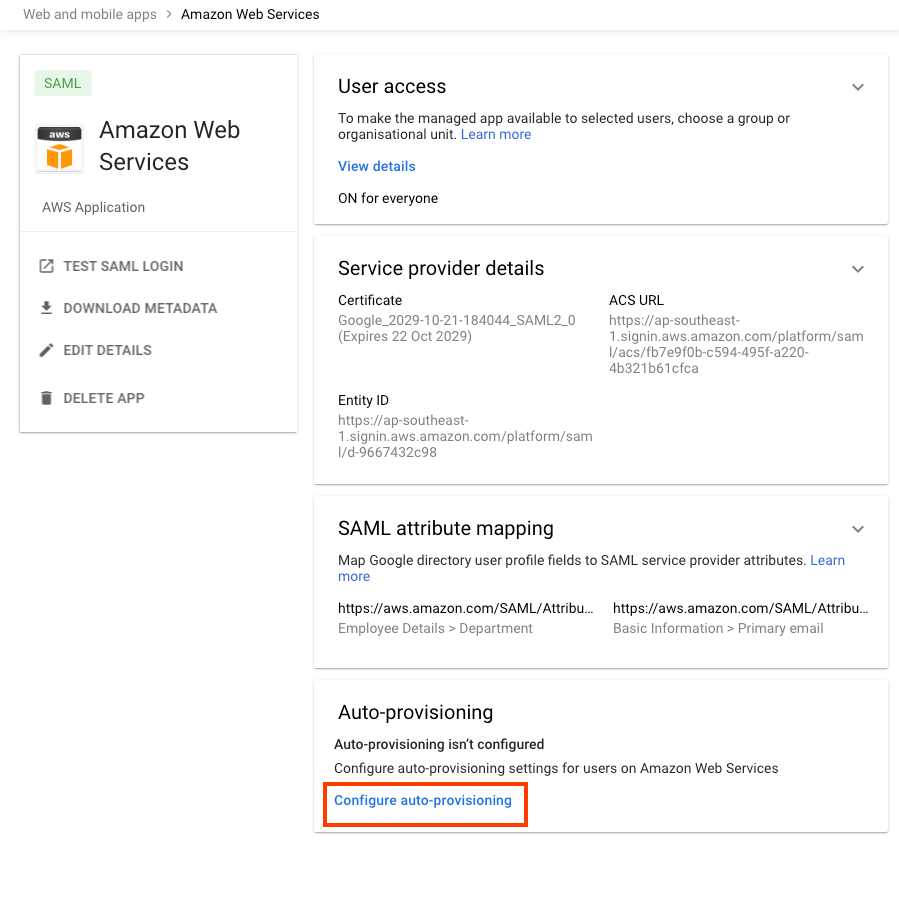 Web and mobile apps > Amazon Web Services
SAML
aws
Amazon Web
Services
AWS Application
TEST SAML LOGIN
DOWNLOAD METADATA
EDIT DETAILS
DELETE APP
User access
To make the managed app available to selected users, choose a group or
organisational unit. Learn more
View details
ON for everyone
Service provider details
Certificate
Google_2029-10-21-184044_SAML2_0
(Expires 22 Oct 2029)
ACS URL
https://ap-southeast-
1.signin.aws.amazon.com/platform/sam
l/acs/fb7e9f0b-c594-495f-a220-
4b321b61cfca
Entity ID
https://ap-southeast-
1.signin.aws.amazon.com/platform/sam
l/d-9667432c98
SAML attribute mapping
Map Google directory user profile fields to SAML service provider attributes. Learn
more
https://aws.amazon.com/SAML/Attribu...
Employee Details > Department
https://aws.amazon.com/SAML/Attribu...
Basic Information > Primary email
Auto-provisioning
Auto-provisioning isn’t configured
Configure auto-provisioning settings for users on Amazon Web Services
Configure auto-provisioning